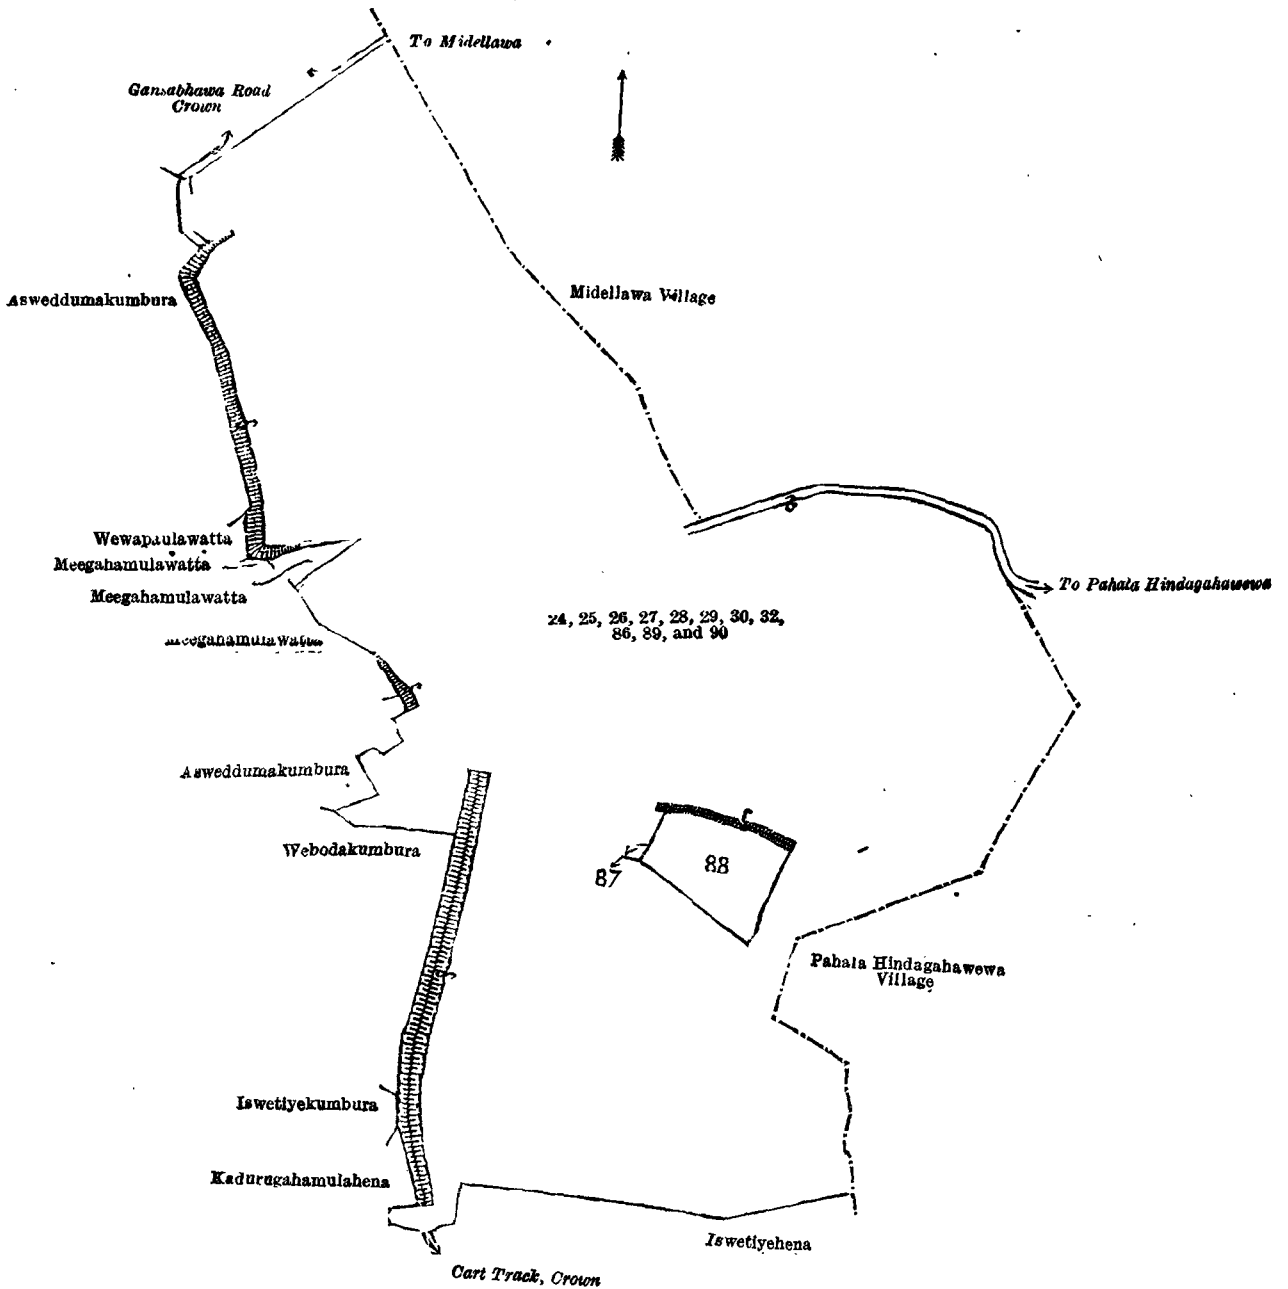 To Midellawa
Gansabhawa Road
Crown
Midellawa Village
Asweddumakumbura
Wewapaulawatta
Meegahamulawatta
To Pahala Hindagahawewa
Meegahamulawatta
24, 25, 26, 27, 28, 29, 30, 32,
86, 89, and 90
Meegahamulawatta
Asweddumakumbura
Webodakumbura
88
87
Pahala Hindagahawewa
Village
Iswetiyekumbura
Kadurugahamulahena
Iswetiyehena
Cart Track, Crown